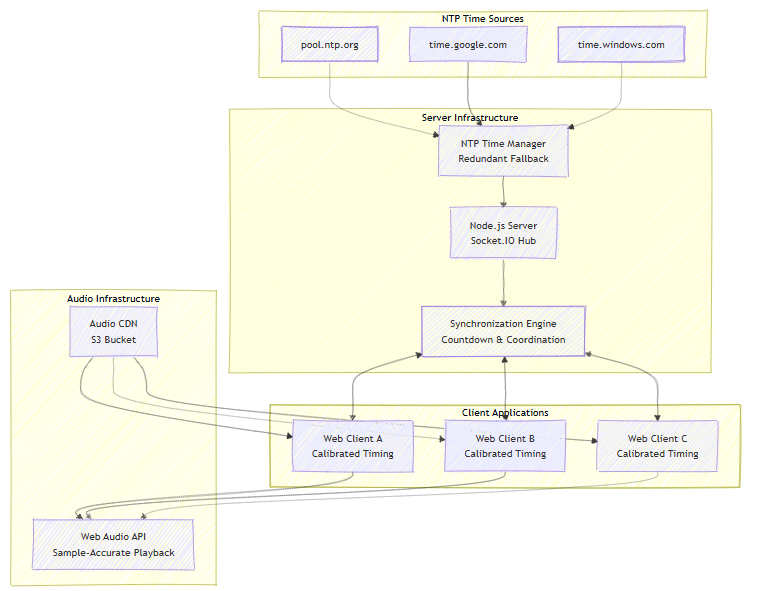 NTP Time Sources
pool.ntp.org
time.google.com
time.windows.com
Server Infrastructure
NTP Time Manager
Redundant Fallback
Node.js Server
Socket.IO Hub
Synchronization Engine
Countdown & Coordination
Audio Infrastructure
Audio CDN
S3 Bucket
Client Applications
Web Client A
Calibrated Timing
Web Client B
Calibrated Timing
Web Client C
Calibrated Timing
Web Audio API
Sample-Accurate Playback